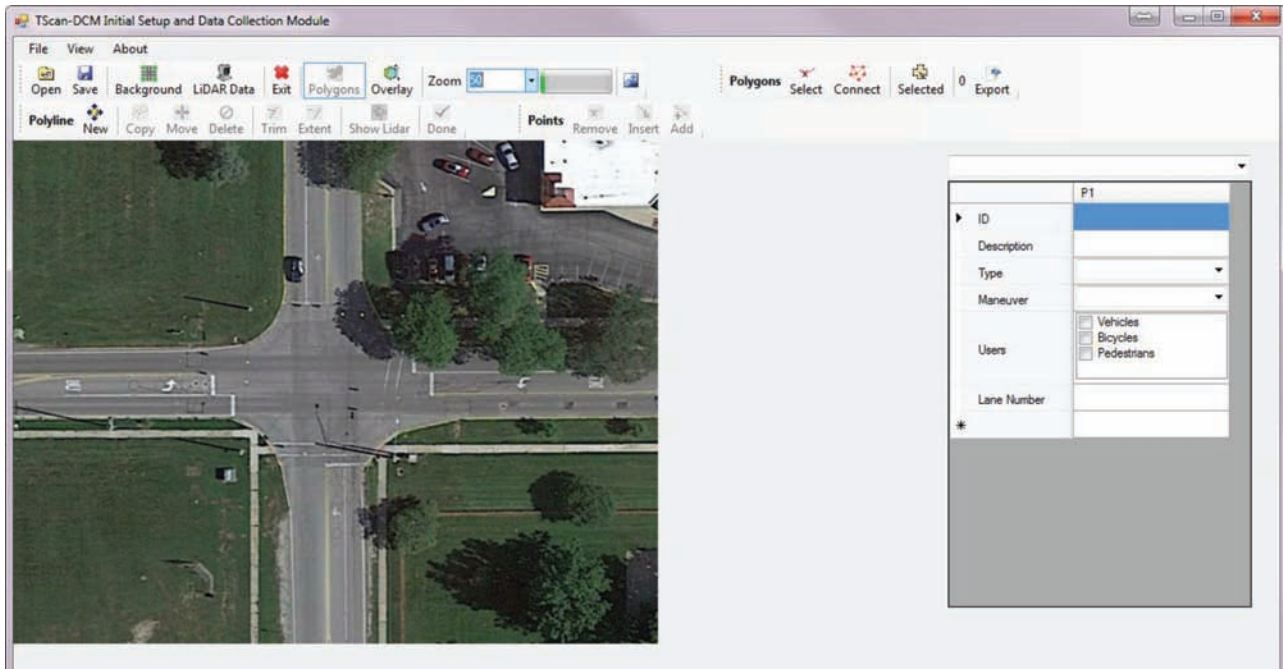 TScan-DCM Initial Setup and Data Collection Module
File View About
Open Save Background LiDAR Data Exit Polygons Overlay Zoom 50 Polygons Select Connect Selected 0 Export
Polyline New Copy Move Delete Trim Extent Show Lidar Done Points Remove Insert Add
P1
ID
Description
Type
Maneuver
Users
Vehicles
Bicycles
Pedestrians
Lane Number